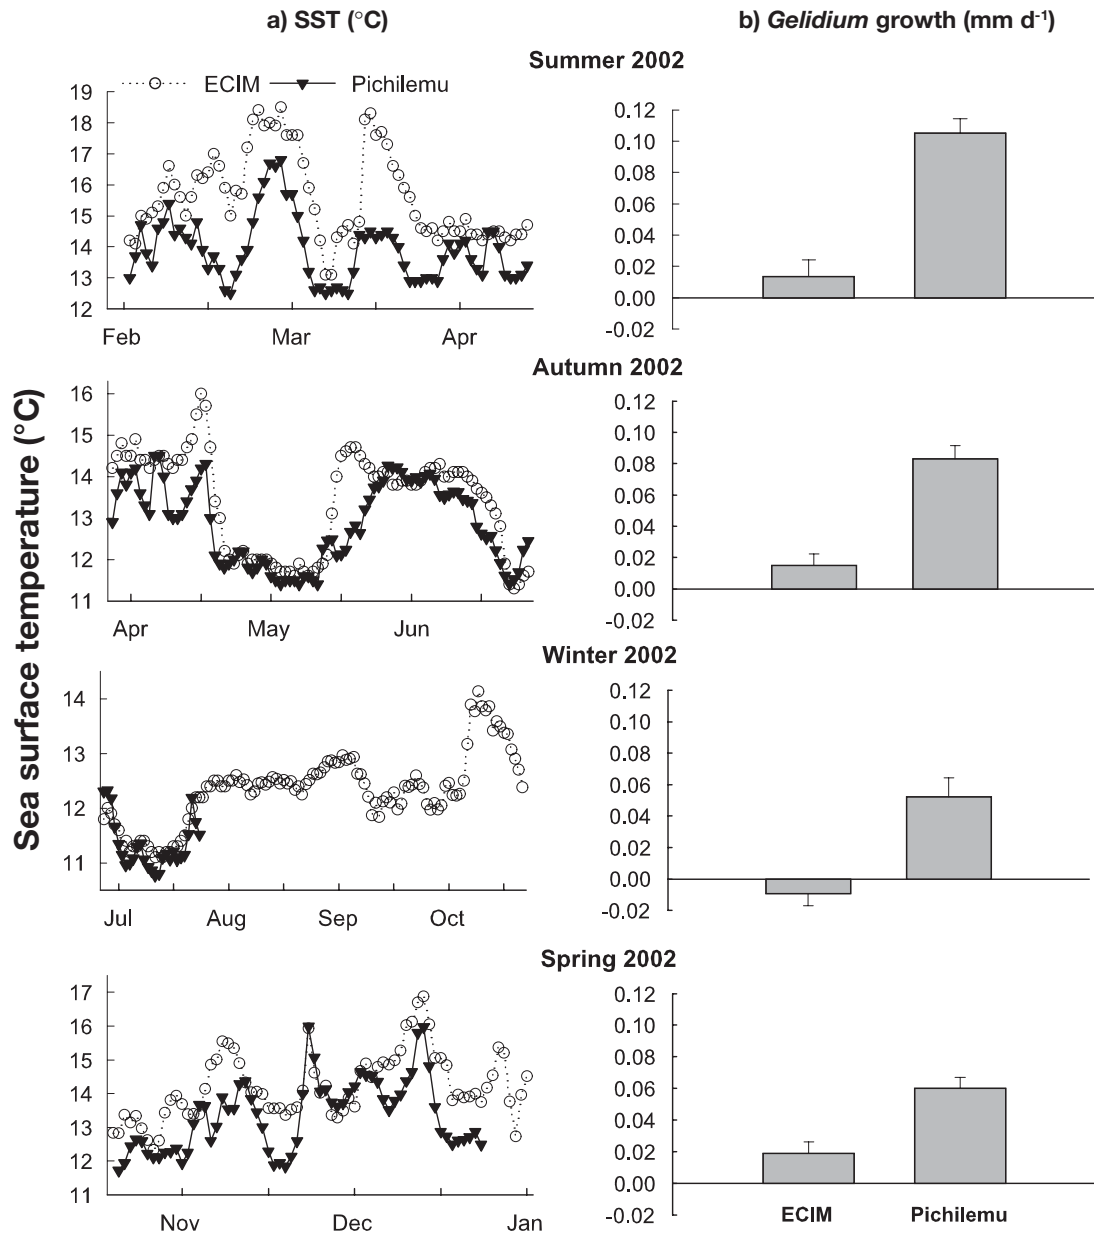 a) SST (°C)
b) Gelidium growth (mm d-1)
Summer 2002
ECIM
Pichilemu
19
18
17
16
15
14
13
12
Feb
Mar
Apr
0.12
0.10
0.08
0.06
0.04
0.02
0.00
-0.02
Autumn 2002
16
15
14
13
12
11
Apr
May
Jun
0.12
0.10
0.08
0.06
0.04
0.02
0.00
-0.02
Sea surface temperature (°C)
Winter 2002
14
13
12
11
Jul
Aug
Sep
Oct
0.12
0.10
0.08
0.06
0.04
0.02
0.00
-0.02
Spring 2002
17
16
15
14
13
12
11
Nov
Dec
Jan
0.12
0.10
0.08
0.06
0.04
0.02
0.00
-0.02
ECIM
Pichilemu